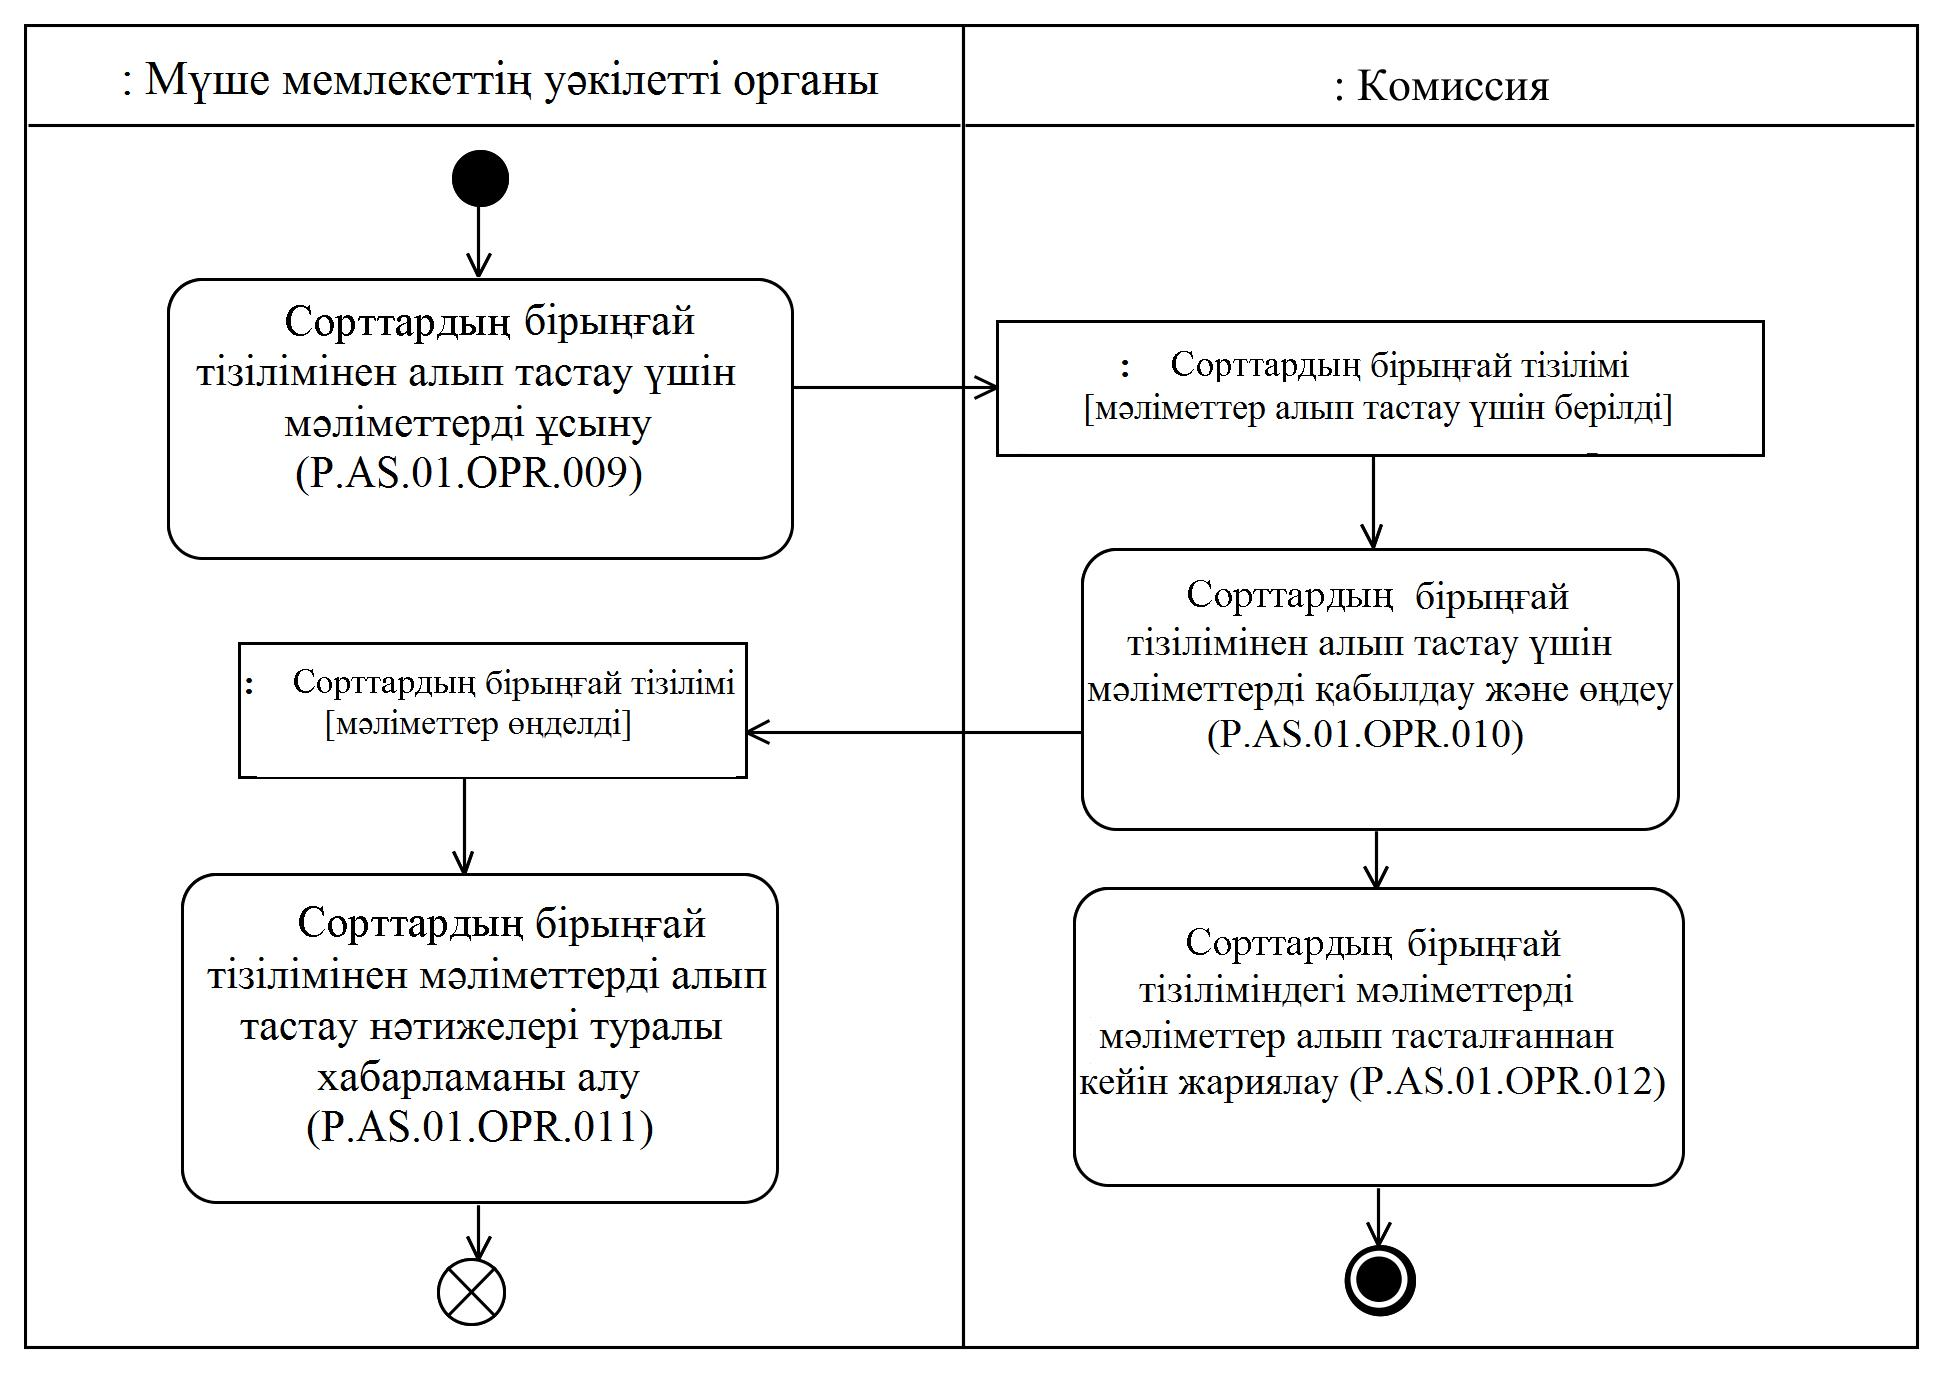 : Мүше мемлекеттің уәкілетті органы
: Комиссия
Сорттардың бірыңғай
тізілімінен алып тастау үшін
мәліметтерді ұсыну
(P.AS.01.OPR.009)
: Сорттардың бірыңғай тізілімі
[мәліметтер алып тастау үшін берілді]
Сорттардың бірыңғай
тізілімінен алып тастау үшін
мәліметтерді қабылдау және өңдеу
(P.AS.01.OPR.010)
: Сорттардың бірыңғай тізілімі
[мәліметтер өңделді]
Сорттардың бірыңғай
тізілімінен мәліметтерді алып
тастау нәтижелері туралы
хабарламаны алу
(P.AS.01.OPR.011)
Сорттардың бірыңғай
тізіліміндегі мәліметтерді
мәліметтер алып тасталғаннан
кейін жариялау (P.AS.01.OPR.012)